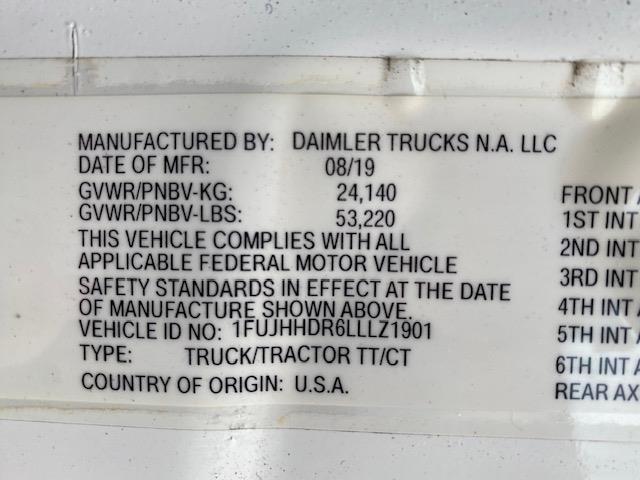 MANUFACTURED BY: DAIMLER TRUCKS N.A. LLC
DATE OF MFR: 08/19
GVWR/PNBV-KG: 24,140
GVWR/PNBV-LBS: 53,220
THIS VEHICLE COMPLIES WITH ALL
APPLICABLE FEDERAL MOTOR VEHICLE
SAFETY STANDARDS IN EFFECT AT THE DATE
OF MANUFACTURE SHOWN ABOVE.
VEHICLE ID NO: 1FUJHHDR6LLLZ1901
TYPE: TRUCK/TRACTOR TT/CT
COUNTRY OF ORIGIN: U.S.A.
FRONT
1ST INT
2ND INT
3RD INT
4TH INT
5TH INT
6TH INT
REAR AX